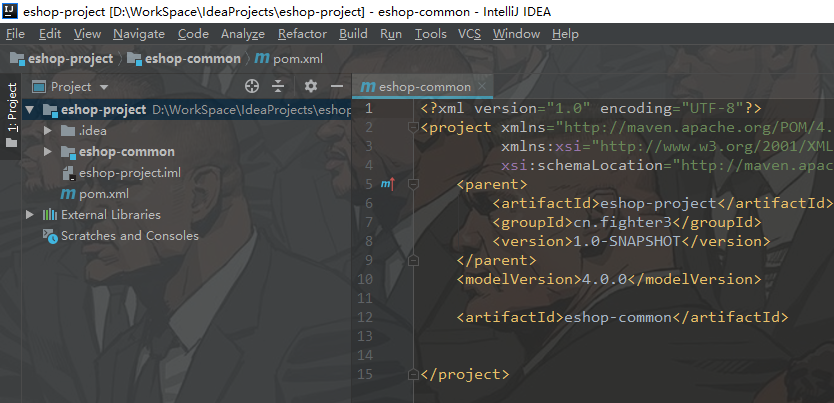 eshop-project [D:\WorkSpace\IdeaProjects\eshop-project] - eshop-common - IntelliJ IDEA
File Edit View Navigate Code Analyze Refactor Build Run Tools VCS Window Help
eshop-project eshop-common pom.xml
1: Project
Project
eshop-project D:\WorkSpace\IdeaProjects\eshop
.idea
eshop-common
eshop-project.iml
pom.xml
External Libraries
Scratches and Consoles
eshop-common
1 <?xml version="1.0" encoding="UTF-8"?>
2 <project xmlns="http://maven.apache.org/POM/4.
3 xmlns:xsi="http://www.w3.org/2001/XML
4 xsi:schemaLocation="http://maven.apac
5 <parent>
6 <artifactId>eshop-project</artifactId>
7 <groupId>cn.fighter3</groupId>
8 <version>1.0-SNAPSHOT</version>
9 </parent>
10 <modelVersion>4.0.0</modelVersion>
11
12 <artifactId>eshop-common</artifactId>
13
14
15 </project>